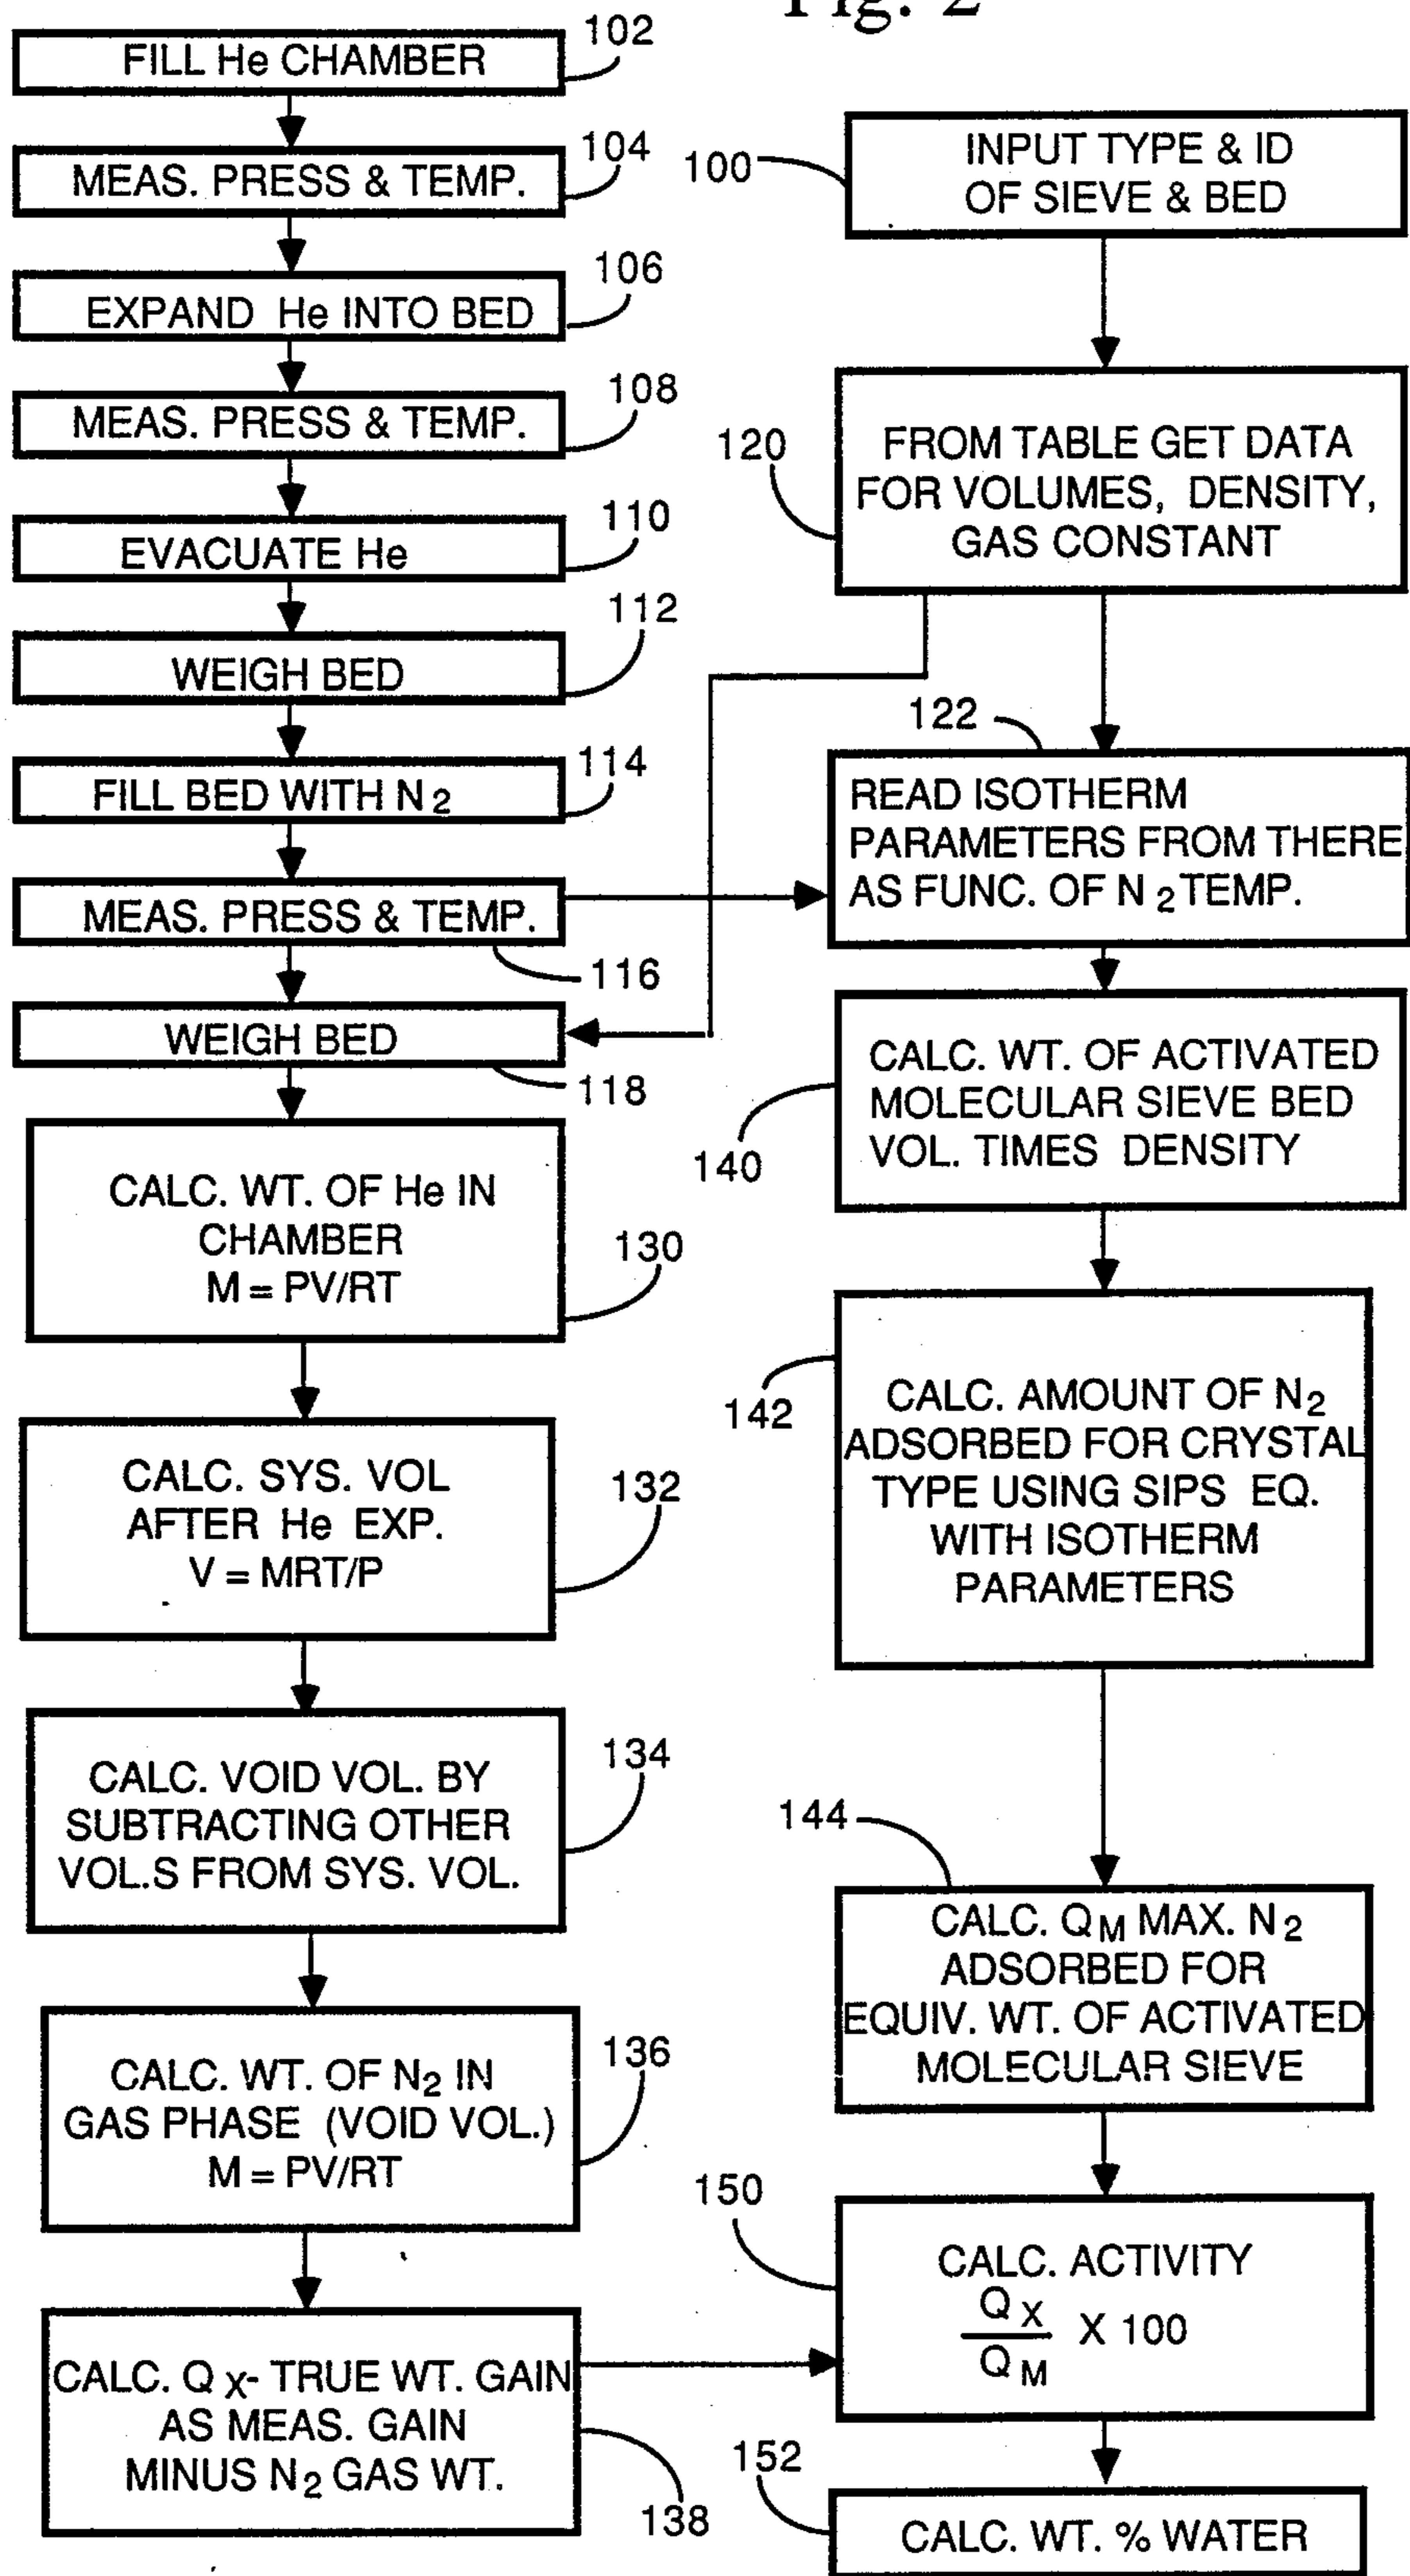 Fig. 2
102
FILL He CHAMBER
104
MEAS. PRESS & TEMP.
106
EXPAND He INTO BED
108
MEAS. PRESS & TEMP.
110
EVACUATE He
112
WEIGH BED
114
FILL BED WITH N2
MEAS. PRESS & TEMP.
116
WEIGH BED
118
CALC. WT. OF He IN
CHAMBER
M = PV/RT
130
CALC. SYS. VOL
AFTER He EXP.
V = MRT/P
132
CALC. VOID VOL. BY
SUBTRACTING OTHER
VOL.S FROM SYS. VOL.
134
CALC. WT. OF N2 IN
GAS PHASE (VOID VOL.)
M = PV/RT
136
CALC. QX- TRUE WT. GAIN
AS MEAS. GAIN
MINUS N2 GAS WT.
138
100
INPUT TYPE & ID
OF SIEVE & BED
120
FROM TABLE GET DATA
FOR VOLUMES, DENSITY,
GAS CONSTANT
122
READ ISOTHERM
PARAMETERS FROM THERE
AS FUNC. OF N2 TEMP.
140
CALC. WT. OF ACTIVATED
MOLECULAR SIEVE BED
VOL. TIMES DENSITY
142
CALC. AMOUNT OF N2
ADSORBED FOR CRYSTAL
TYPE USING SIPS EQ.
WITH ISOTHERM
PARAMETERS
144
CALC. QM MAX. N2
ADSORBED FOR
EQUIV. WT. OF ACTIVATED
MOLECULAR SIEVE
150
CALC. ACTIVITY
QX
X 100
QM
152
CALC. WT. % WATER